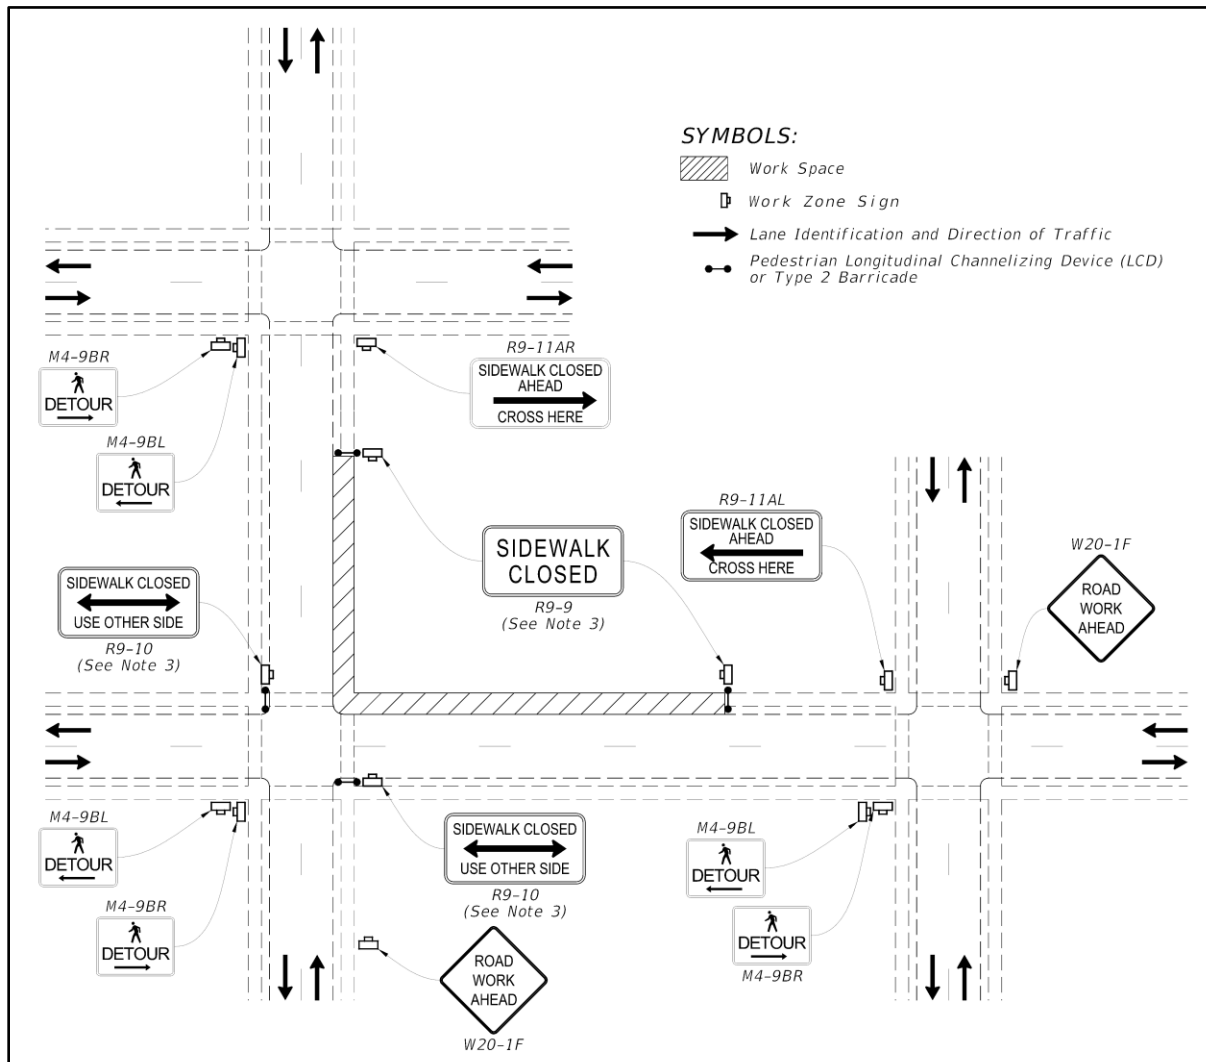 SYMBOLS:
Work Space
Work Zone Sign
Lane Identification and Direction of Traffic
Pedestrian Longitudinal Channelizing Device (LCD)
or Type 2 Barricade
M4-9BR
DETOUR
M4-9BL
DETOUR
R9-11AR
SIDEWALK CLOSED
AHEAD
CROSS HERE
SIDEWALK
CLOSED
R9-9
(See Note 3)
R9-11AL
SIDEWALK CLOSED
AHEAD
CROSS HERE
W20-1F
ROAD
WORK
AHEAD
SIDEWALK CLOSED
USE OTHER SIDE
R9-10
(See Note 3)
M4-9BL
DETOUR
M4-9BR
DETOUR
SIDEWALK CLOSED
USE OTHER SIDE
R9-10
(See Note 3)
ROAD
WORK
AHEAD
W20-1F
M4-9BL
DETOUR
DETOUR
M4-9BR